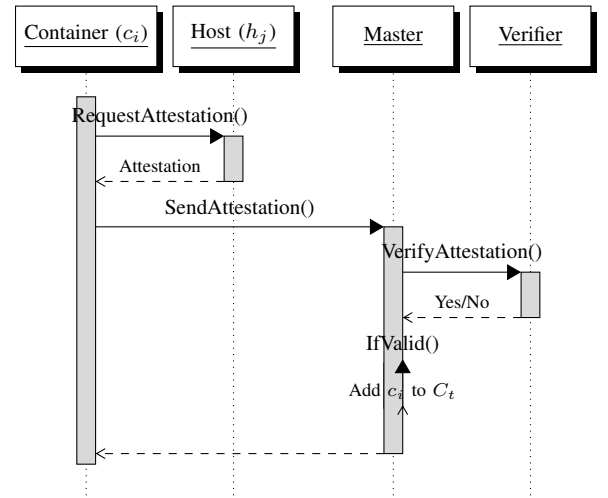 Container (c_i)
Host (h_j)
Master
Verifier
RequestAttestation()
Attestation
SendAttestation()
VerifyAttestation()
Yes/No
IfValid()
Add c_i to C_t